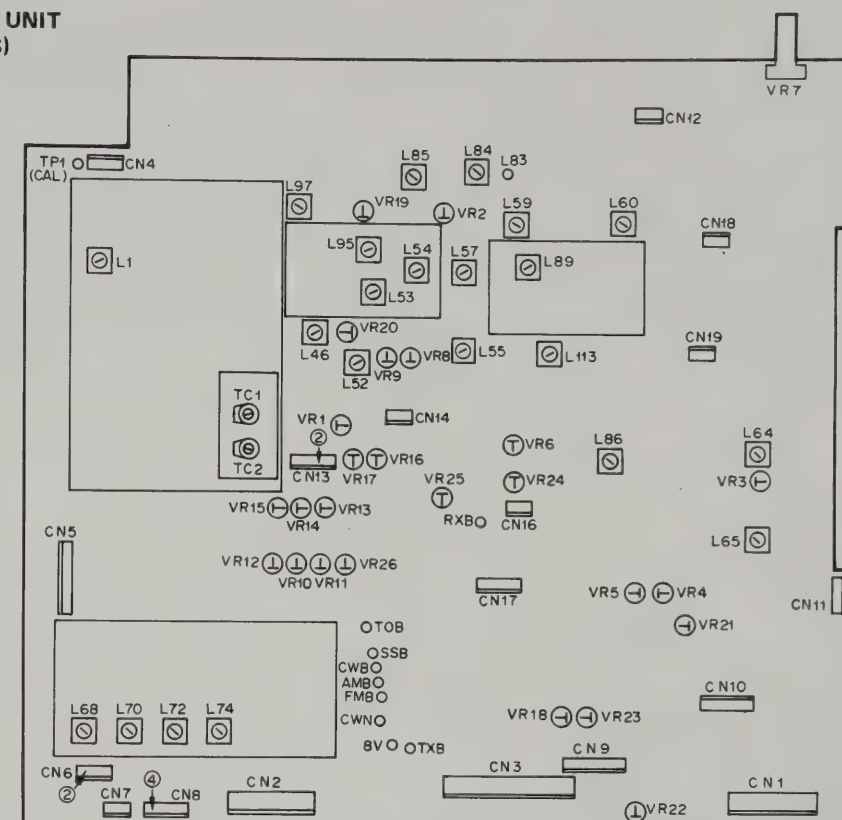 UNIT
S)
VR7
CN12
TP1
(CAL)
CN4
L85
L84
L83
L97
VR19
VR2
L59
L60
CN18
L1
L95
L54
L57
L89
L53
L46
VR20
L52
VR9
VR8
L55
L113
CN19
TC1
TC2
VR1
②
CN13
CN14
VR17
VR16
VR6
L86
L64
VR25
VR24
VR3
VR15
VR14
VR13
RXB
CN16
CN5
L65
VR12
VR10
VR11
VR26
CN17
VR5
VR4
CN11
TOB
VR21
SSB
CWB
AMB
FMB
CWN
8V
TXB
L68
L70
L72
L74
CN10
VR18
VR23
CN6
②
CN7
④
CN8
CN2
CN3
CN9
VR22
CN1